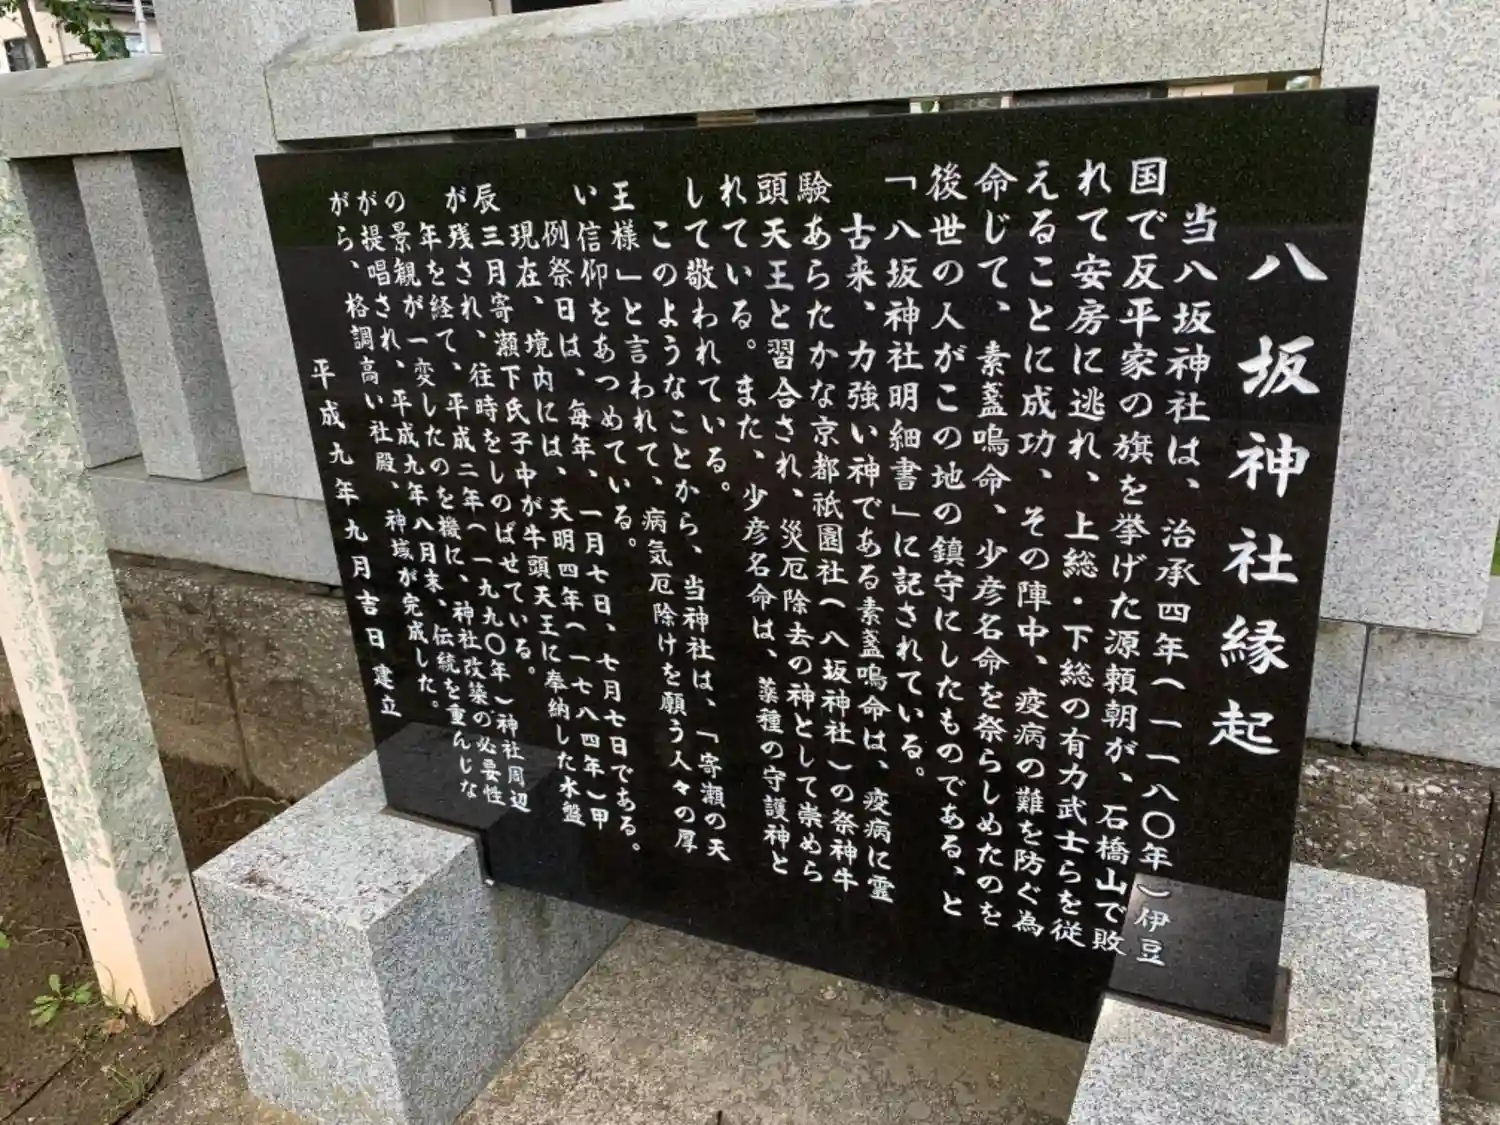 八坂神社縁起
当八坂神社は、治承四年(一一八〇年)伊豆
国で反平家の旗を挙げた源頼朝が、石橋山で敗
れて安房に逃れ、上総・下総の有力武士らを従
えることに成功、その陣中、疫病の難を防ぐ為
命じて、素盞嗚命、少彦名命を祭らしめたのを
後世の人がこの地の鎮守にしたものである、と
「八坂神社明細書」に記されている。
古来、力強い神である素盞嗚命は、疫病に霊
験あらたかな京都祇園社(八坂神社)の祭神牛
頭天王と習合され、災厄除去の神として崇めら
れている。また、少彦名命は、薬種の守護神と
して敬われている。
このようなことから、当神社は、「寄瀬の天
王様」と言われて、病気厄除けを願う人々の厚
い信仰をあつめている。
例祭日は、毎年、一月七日、七月七日である。
現在、境内には、天明四年(一七八四年)甲
辰三月寄瀬下氏子中が牛頭天王に奉納した水盤
が残され、往時をしのばせている。
年を経て、平成二年(一九九〇年)神社周辺
の景観が一変したのを機に、神社改築の必要性
が提唱され、平成九年八月末、伝統を重んじな
がら、格調高い社殿、神域が完成した。
平成九年九月吉日建立